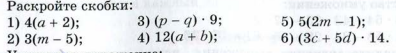 Раскройте скобки:
1) 4(a + 2); 3) (p − q) · 9; 5) 5(2m − 1);
2) 3(m − 5); 4) 12(a + b); 6) (3c + 5d) · 14.